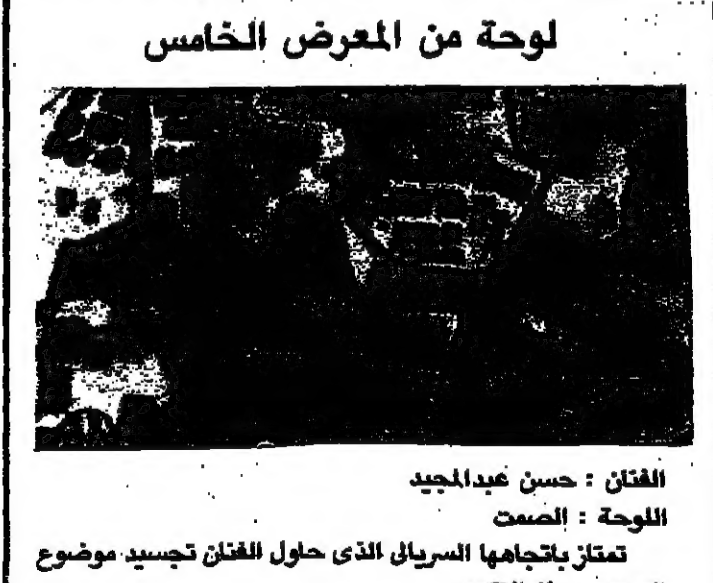 لوحة من المعرض الخامس
الفنان : حسن عبدالمجيد
اللوحة : الصمت
تمتاز باتجاهها السريالى الذى حاول الفنان تجسيد موضوع